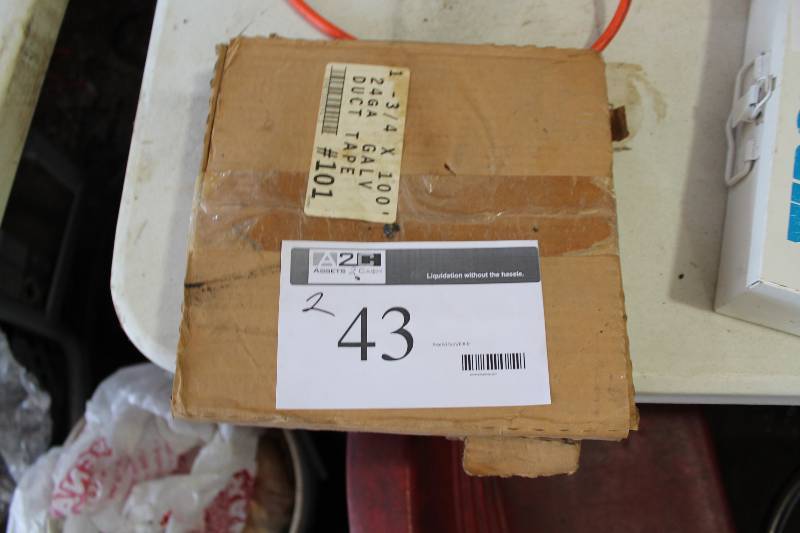 1 -3/4 X 100'
24GA GALV
DUCT TAPE
#101
A2C
ASSETS 2 CASH
Liquidation without the hassle.
2
43